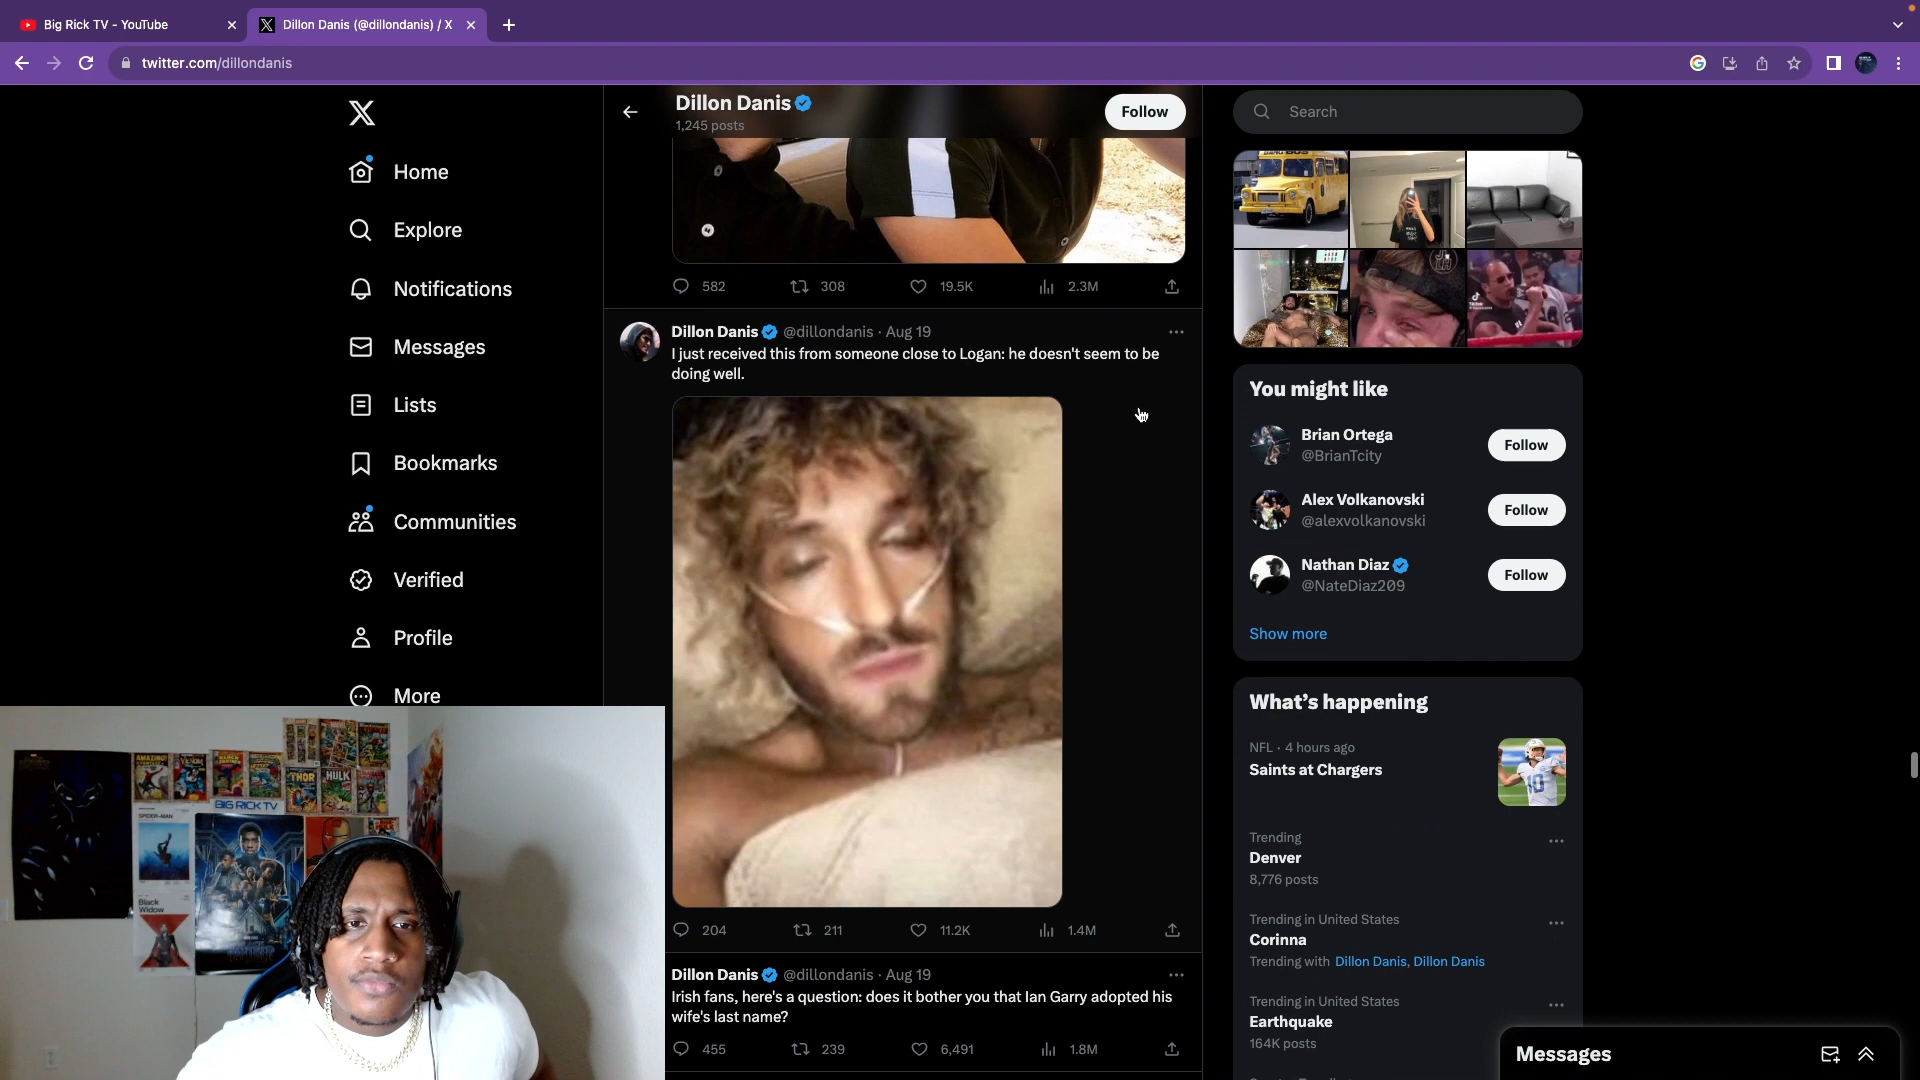 Big Rick TV - YouTube
Dillon Danis (@dillondanis) / X
twitter.com/dillondanis
Home
Explore
Notifications
Messages
Lists
Bookmarks
Communities
Verified
Profile
More
Dillon Danis
1,245 posts
Follow
582
308
19.5K
2.3M
Dillon Danis @dillondanis · Aug 19
I just received this from someone close to Logan: he doesn't seem to be
doing well.
204
211
11.2K
1.4M
Dillon Danis @dillondanis · Aug 19
Irish fans, here's a question: does it bother you that Ian Garry adopted his
wife's last name?
455
239
6,491
1.8M
Search
You might like
Brian Ortega
@BrianTcity
Follow
Alex Volkanovski
@alexvolkanovski
Follow
Nathan Diaz
@NateDiaz209
Follow
Show more
What's happening
NFL · 4 hours ago
Saints at Chargers
Trending
Denver
8,776 posts
Trending in United States
Corinna
Trending with Dillon Danis, Dillon Danis
Trending in United States
Earthquake
164K posts
Messages
AMAZING
VENOM
THOR
HULK
BIG RICK TV
SPIDER-MAN
Black
Widow